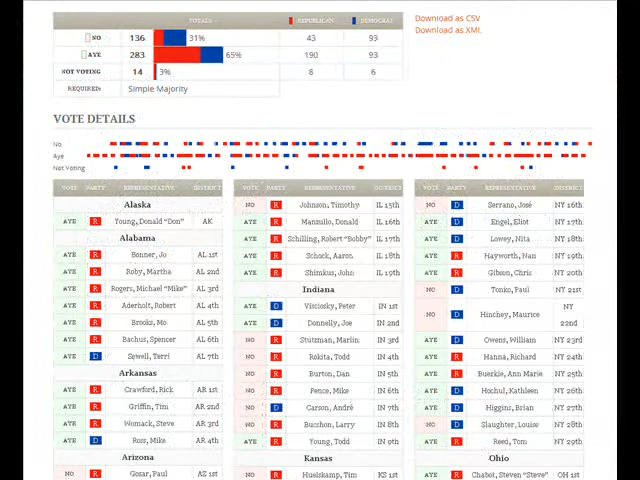 TOTALS REPUBLICAN DEMOCRAT
NO 136 31% 43 93
AYE 283 65% 190 93
NOT VOTING 14 3% 8 6
REQUIRED: Simple Majority
Download as CSV
Download as XML
VOTE DETAILS
No
Aye
Not Voting
VOTE PARTY REPRESENTATIVE DISTRICT
Alaska
AYE R Young, Donald "Don" AK
Alabama
AYE R Bonner, Jo AL 1st
AYE R Roby, Martha AL 2nd
AYE R Rogers, Michael "Mike" AL 3rd
AYE R Aderholt, Robert AL 4th
AYE R Brooks, Mo AL 5th
AYE R Bachus, Spencer AL 6th
AYE D Sewell, Terri AL 7th
Arkansas
AYE R Crawford, Rick AR 1st
AYE R Griffin, Tim AR 2nd
AYE R Womack, Steve AR 3rd
AYE D Ross, Mike AR 4th
Arizona
NO R Gosar, Paul AZ 1st
VOTE PARTY REPRESENTATIVE DISTRICT
NO R Johnson, Timothy IL 15th
AYE R Manzullo, Donald IL 16th
AYE R Schilling, Robert "Bobby" IL 17th
AYE R Schock, Aaron IL 18th
AYE R Shimkus, John IL 19th
Indiana
AYE D Visclosky, Peter IN 1st
AYE D Donnelly, Joe IN 2nd
NO R Stutzman, Marlin IN 3rd
NO R Rokita, Todd IN 4th
NO R Burton, Dan IN 5th
NO R Pence, Mike IN 6th
NO D Carson, André IN 7th
NO R Bucshon, Larry IN 8th
AYE R Young, Todd IN 9th
Kansas
NO R Huelskamp, Tim KS 1st
VOTE PARTY REPRESENTATIVE DISTRICT
NO D Serrano, José NY 16th
AYE D Engel, Eliot NY 17th
AYE D Lowey, Nita NY 18th
AYE R Hayworth, Nan NY 19th
AYE R Gibson, Chris NY 20th
NO D Tonko, Paul NY 21st
NO D Hinchey, Maurice NY 22nd
AYE D Owens, William NY 23rd
AYE R Hanna, Richard NY 24th
AYE R Buerkle, Ann Marie NY 25th
AYE D Hochul, Kathleen NY 26th
AYE D Higgins, Brian NY 27th
NO D Slaughter, Louise NY 28th
AYE R Reed, Tom NY 29th
Ohio
AYE R Chabot, Steven "Steve" OH 1st